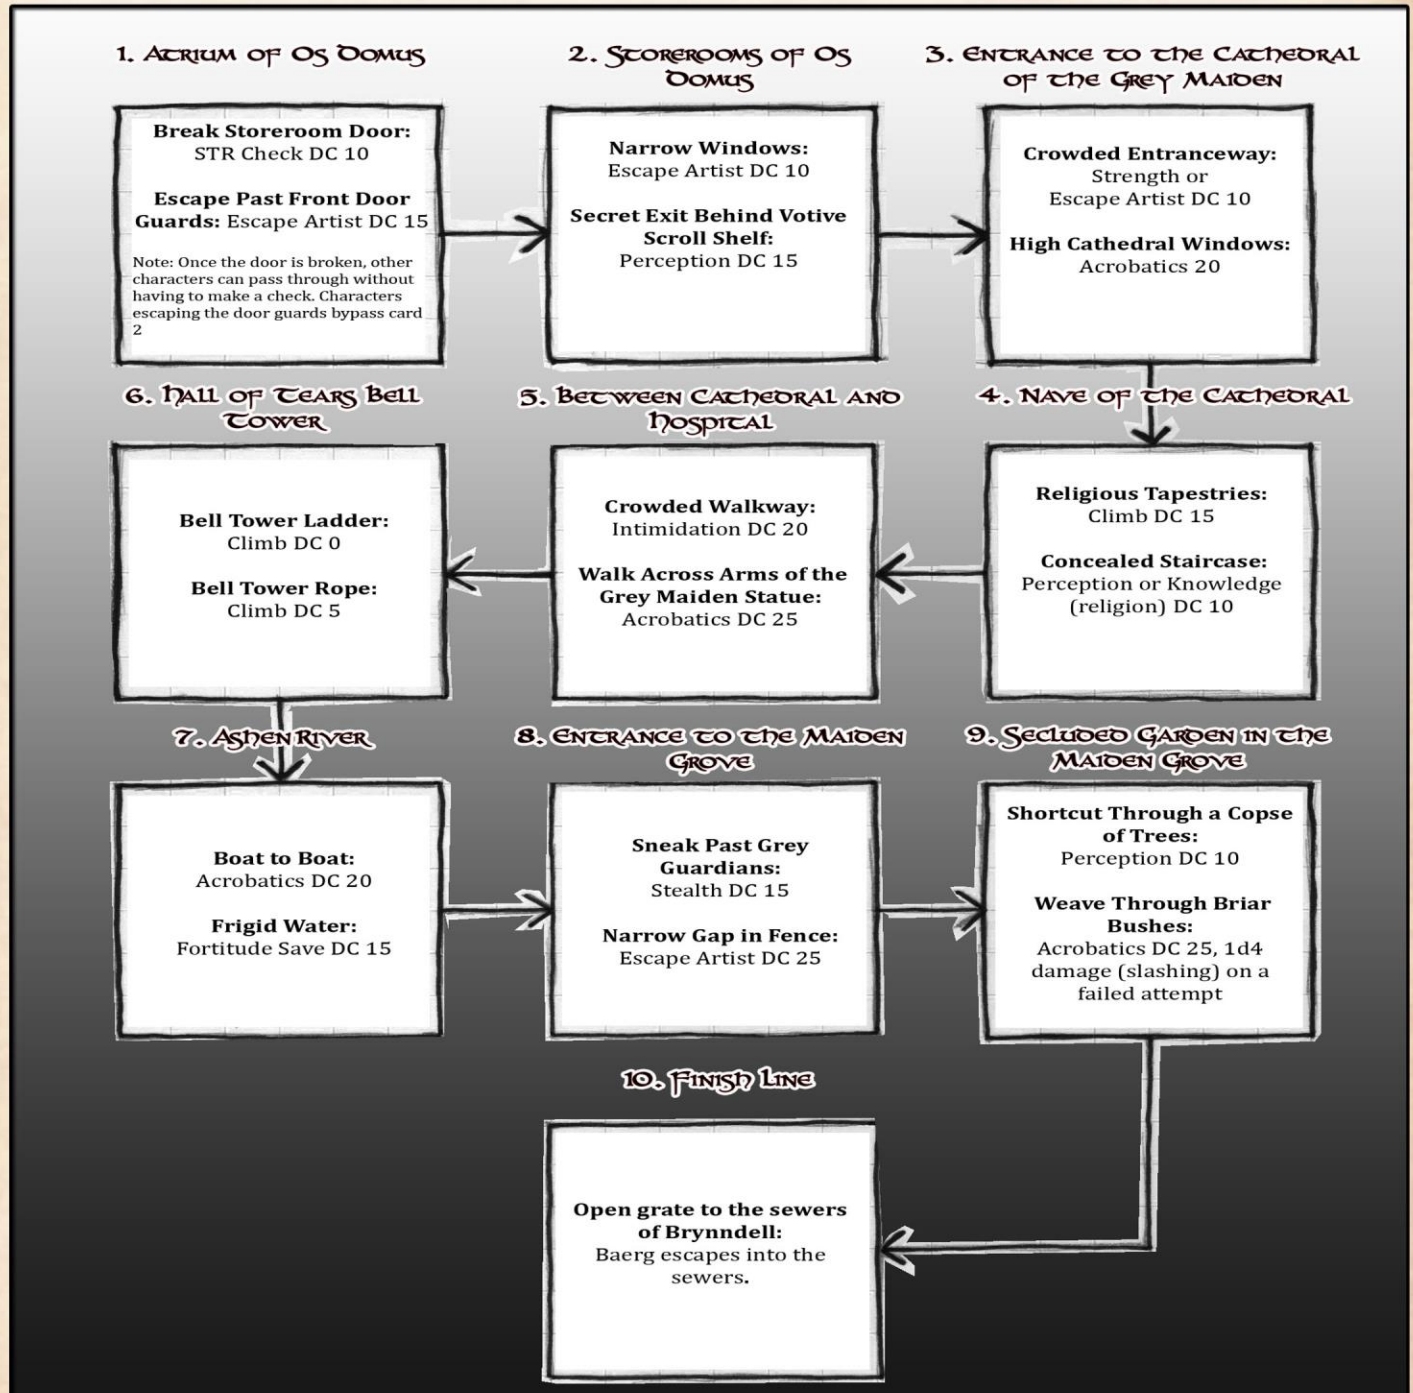 1. Atrium of Os Domus
Break Storeroom Door:
STR Check DC 10
Escape Past Front Door
Guards: Escape Artist DC 15
Note: Once the door is broken, other
characters can pass through without
having to make a check. Characters
escaping the door guards bypass card
2
2. Storerooms of Os
Domus
Narrow Windows:
Escape Artist DC 10
Secret Exit Behind Votive
Scroll Shelf:
Perception DC 15
3. Entrance to the Cathedral
of the Grey Maiden
Crowded Entranceway:
Strength or
Escape Artist DC 10
High Cathedral Windows:
Acrobatics 20
4. Nave of the Cathedral
Religious Tapestries:
Climb DC 15
Concealed Staircase:
Perception or Knowledge
(religion) DC 10
5. Between Cathedral and
Hospital
Crowded Walkway:
Intimidation DC 20
Walk Across Arms of the
Grey Maiden Statue:
Acrobatics DC 25
6. Hall of Tears Bell
Tower
Bell Tower Ladder:
Climb DC 0
Bell Tower Rope:
Climb DC 5
7. Ashen River
Boat to Boat:
Acrobatics DC 20
Frigid Water:
Fortitude Save DC 15
8. Entrance to the Maiden
Grove
Sneak Past Grey
Guardians:
Stealth DC 15
Narrow Gap in Fence:
Escape Artist DC 25
9. Secluded Garden in the
Maiden Grove
Shortcut Through a Copse
of Trees:
Perception DC 10
Weave Through Briar
Bushes:
Acrobatics DC 25, 1d4
damage (slashing) on a
failed attempt
10. Finish Line
Open grate to the sewers
of Brynndell:
Baerg escapes into the
sewers.